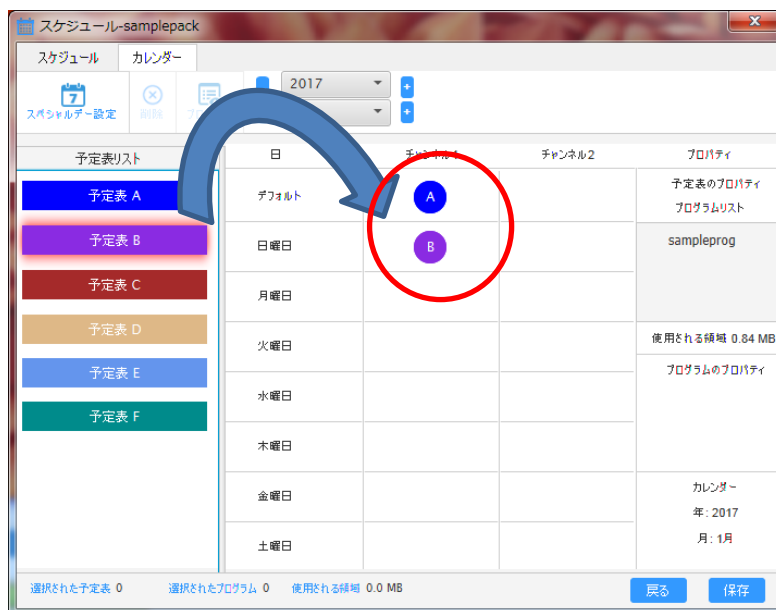 スケジュール-samplepack
スケジュール カレンダー
2017
スペシャルデー設定 削除
予定表リスト 日 チャンネル1 チャンネル2 プロパティ
予定表 A デフォルト A 予定表のプロパティ
プログラムリスト
予定表 B 日曜日 B sampleprog
予定表 C 月曜日
予定表 D 火曜日 使用される領域 0.84 MB
予定表 E プログラムのプロパティ
水曜日
予定表 F
木曜日
金曜日 カレンダー
年: 2017
土曜日 月: 1月
選択された予定表 0 選択されたプログラム 0 使用される領域 0.0 MB 戻る 保存